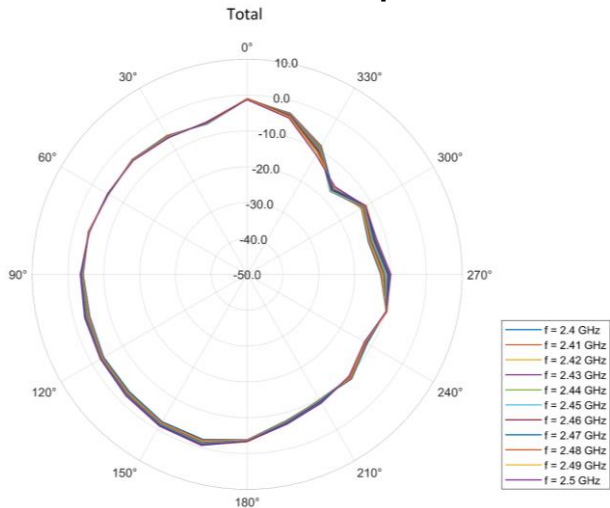 Total
0°
10.0
30°
330°
0.0
-10.0
60°
300°
-20.0
-30.0
-40.0
90°
-50.0
270°
120°
240°
150°
210°
180°
f = 2.4 GHz
f = 2.41 GHz
f = 2.42 GHz
f = 2.43 GHz
f = 2.44 GHz
f = 2.45 GHz
f = 2.46 GHz
f = 2.47 GHz
f = 2.48 GHz
f = 2.49 GHz
f = 2.5 GHz